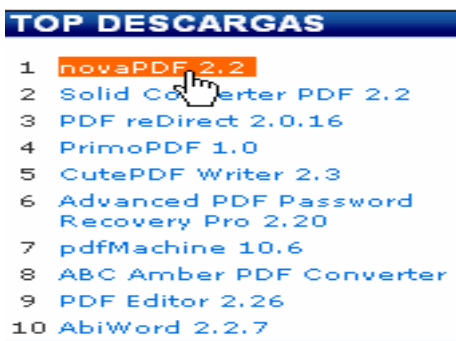 TOP DESCARGAS
1 novaPDF 2.2
2 Solid Converter PDF 2.2
3 PDF reDirect 2.0.16
4 PrimoPDF 1.0
5 CutePDF Writer 2.3
6 Advanced PDF Password
Recovery Pro 2.20
7 pdfMachine 10.6
8 ABC Amber PDF Converter
9 PDF Editor 2.26
10 AbiWord 2.2.7